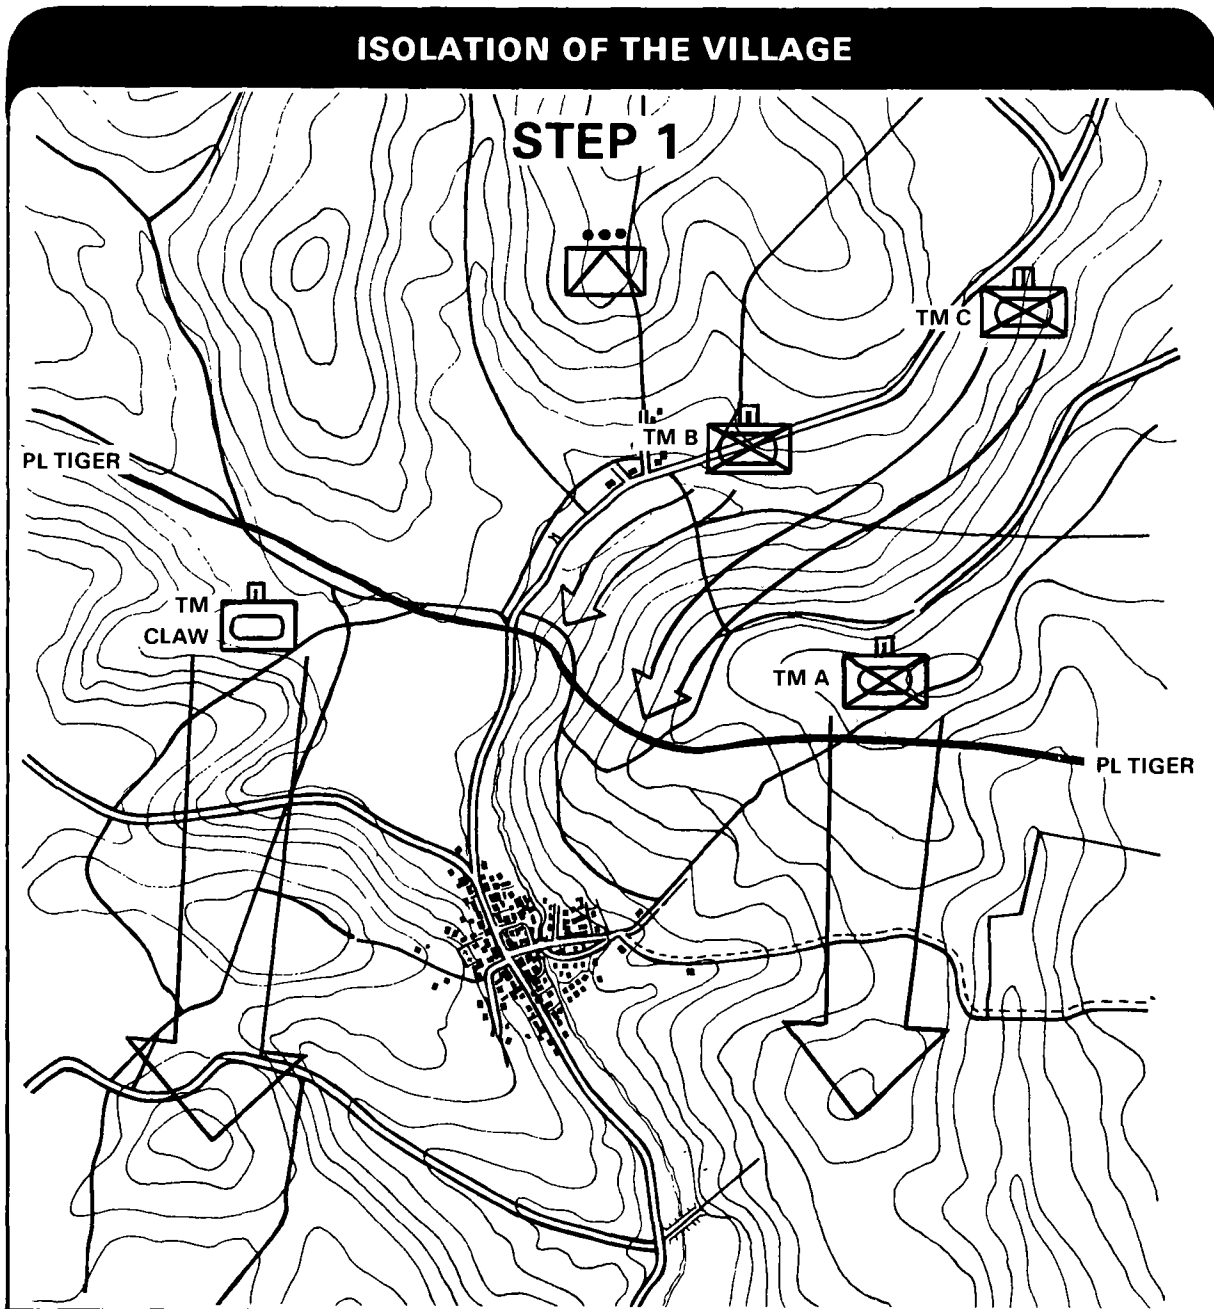 ISOLATION OF THE VILLAGE
STEP 1
TM C
TM B
PL TIGER
TM
CLAW
TM A
PL TIGER